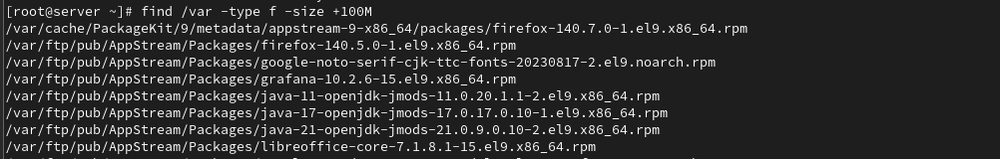 [root@server ~]# find /var -type f -size +100M
/var/cache/PackageKit/9/metadata/appstream-9-x86_64/packages/firefox-140.7.0-1.el9.x86_64.rpm
/var/ftp/pub/AppStream/Packages/firefox-140.5.0-1.el9.x86_64.rpm
/var/ftp/pub/AppStream/Packages/google-noto-serif-cjk-ttc-fonts-20230817-2.el9.noarch.rpm
/var/ftp/pub/AppStream/Packages/grafana-10.2.6-15.el9.x86_64.rpm
/var/ftp/pub/AppStream/Packages/java-11-openjdk-jmods-11.0.20.1.1-2.el9.x86_64.rpm
/var/ftp/pub/AppStream/Packages/java-17-openjdk-jmods-17.0.17.0.10-1.el9.x86_64.rpm
/var/ftp/pub/AppStream/Packages/java-21-openjdk-jmods-21.0.9.0.10-2.el9.x86_64.rpm
/var/ftp/pub/AppStream/Packages/libreoffice-core-7.1.8.1-15.el9.x86_64.rpm